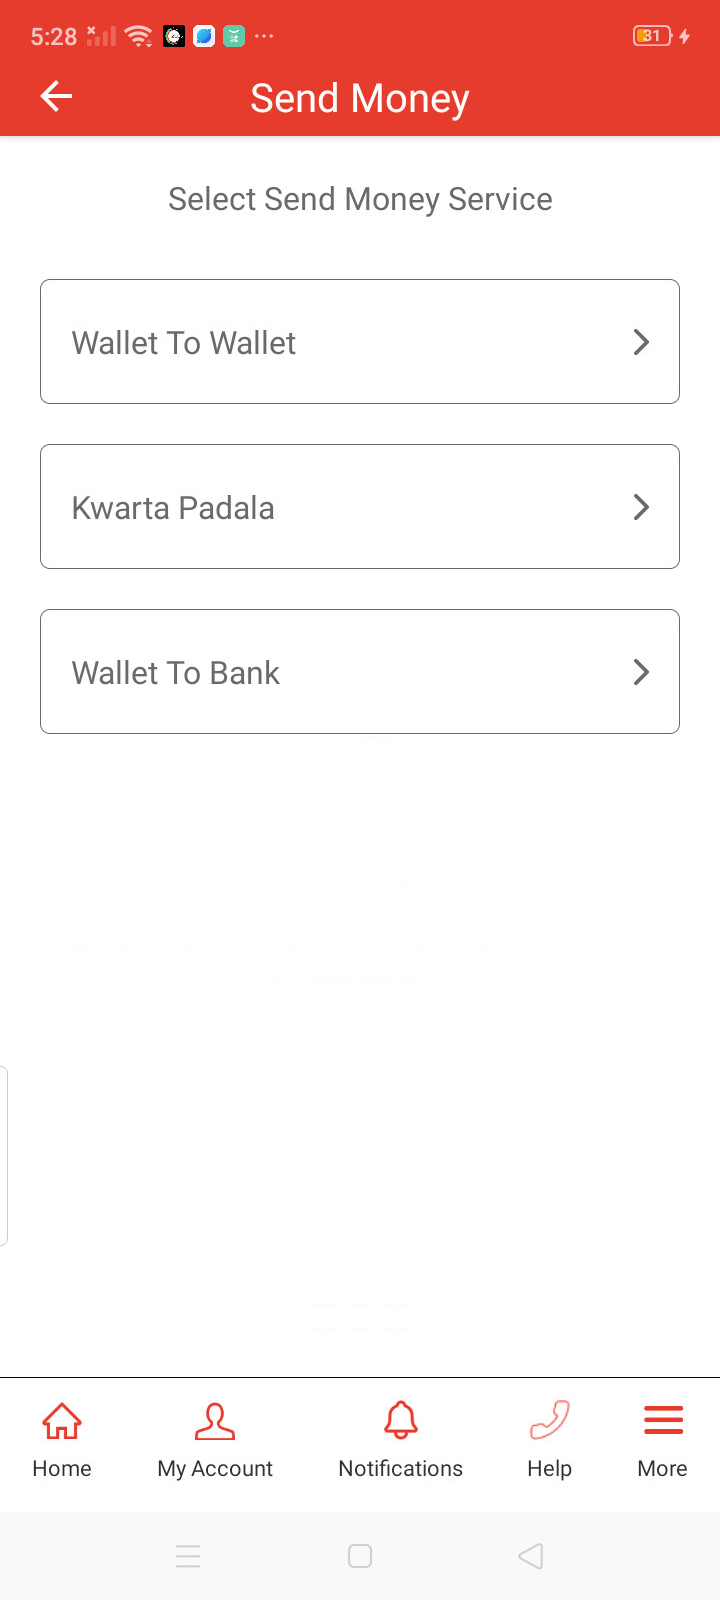 5:28
31
Send Money
Select Send Money Service
Wallet To Wallet
Kwarta Padala
Wallet To Bank
Home
My Account
Notifications
Help
More